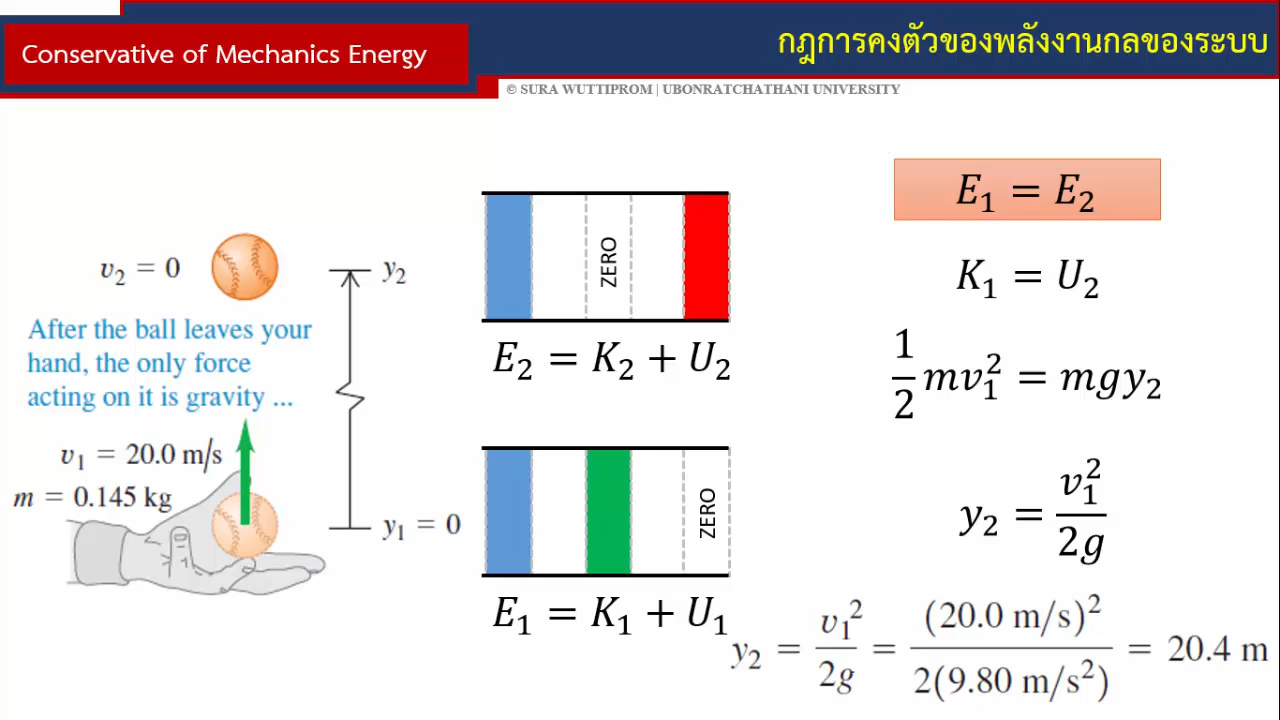 Conservative of Mechanics Energy
กฎการคงตัวของพลังงานกลของระบบ
© SURA WUTTIPROM | UBONRATCHATHANI UNIVERSITY
v₂ = 0
y₂
After the ball leaves your
hand, the only force
acting on it is gravity ...
v₁ = 20.0 m/s
m = 0.145 kg
y₁ = 0
ZERO
E₂ = K₂ + U₂
ZERO
E₁ = K₁ + U₁
E₁ = E₂
K₁ = U₂
1/2 mv₁² = mgy₂
y₂ = v₁²/2g
y₂ = v₁²/2g = (20.0 m/s)²/2(9.80 m/s²) = 20.4 m